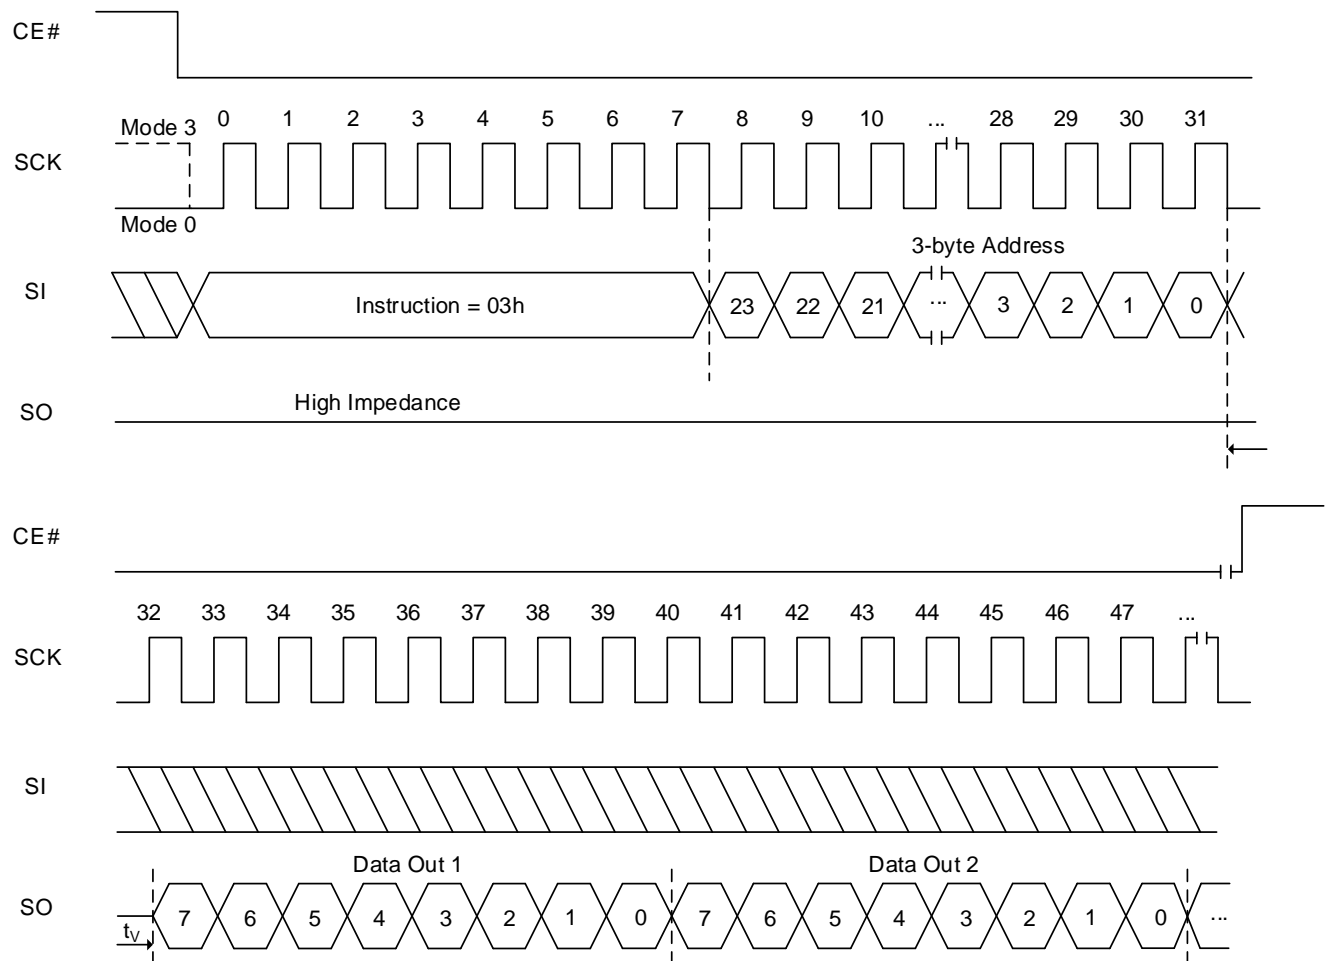 CE#
0 1 2 3 4 5 6 7 8 9 10 ... 28 29 30 31
Mode 3
SCK
Mode 0
3-byte Address
SI
Instruction = 03h 23 22 21 ... 3 2 1 0
High Impedance
SO
CE#
32 33 34 35 36 37 38 39 40 41 42 43 44 45 46 47 ...
SCK
SI
Data Out 1 Data Out 2
SO
7 6 5 4 3 2 1 0 7 6 5 4 3 2 1 0 ...
tV